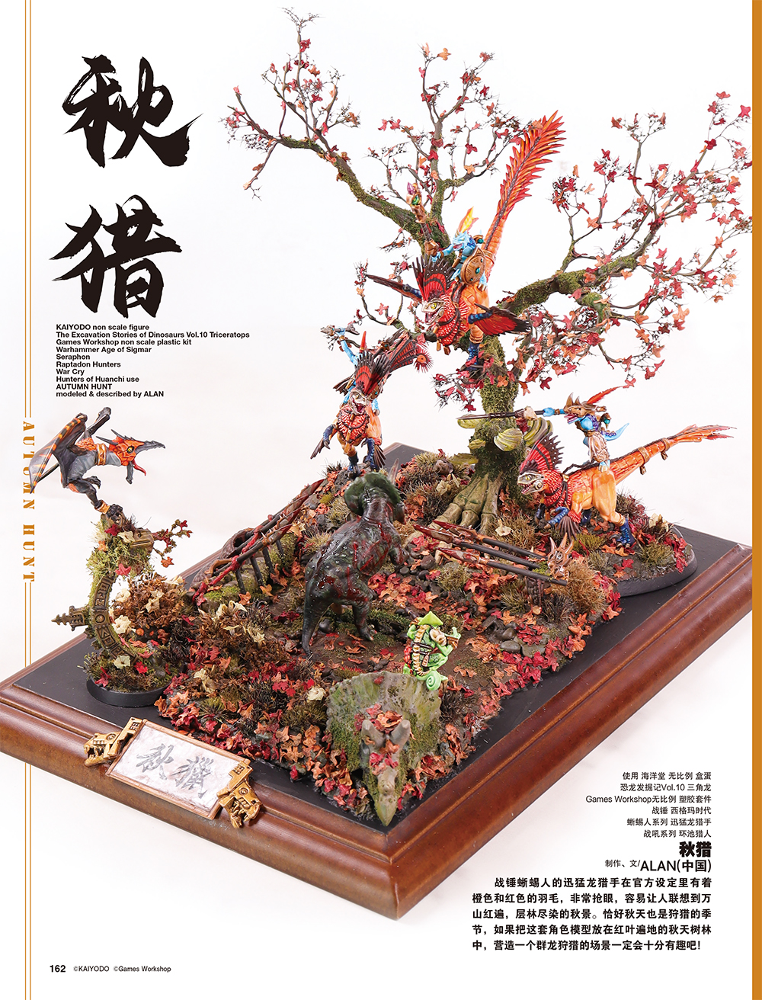 秋
猎
KAIYODO non scale figure
The Excavation Stories of Dinosaurs Vol.10 Triceratops
Games Workshop non scale plastic kit
Warhammer Age of Sigmar
Seraphon
Raptadon Hunters
War Cry
Hunters of Huanchi use
AUTUMN HUNT
modeled & described by ALAN
AUTUMN HUNT
秋獵
使用 海洋堂 无比例 盒蛋
恐龙发掘记Vol.10 三角龙
Games Workshop无比例 塑胶套件
战锤 西格玛时代
蜥蜴人系列 迅猛龙猎手
战吼系列 环池猎人
秋猎
制作、文/ALAN(中国)
战锤蜥蜴人的迅猛龙猎手在官方设定里有着
橙色和红色的羽毛，非常抢眼，容易让人联想到万
山红遍，层林尽染的秋景。恰好秋天也是狩猎的季
节，如果把这套角色模型放在红叶遍地的秋天树林
中，营造一个群龙狩猎的场景一定会十分有趣吧！
162 ©KAIYODO ©Games Workshop